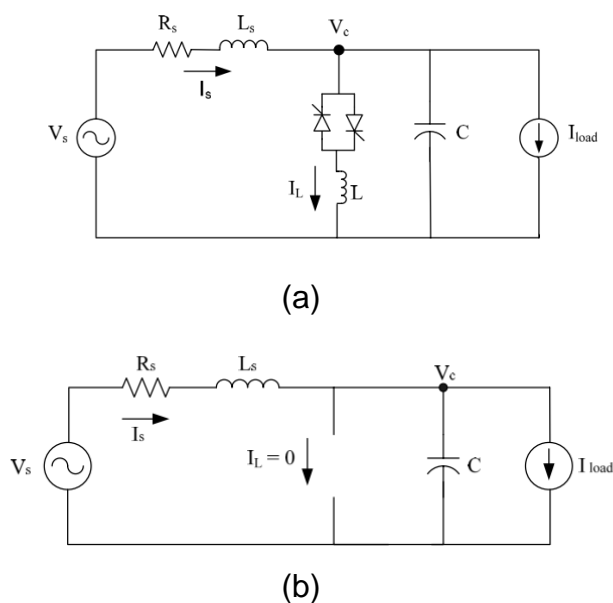 Rs Ls Vc
Is
Vs
IL L
C
Iload
(a)
Rs Ls Vc
Is
Vs
IL = 0
C
I load
(b)